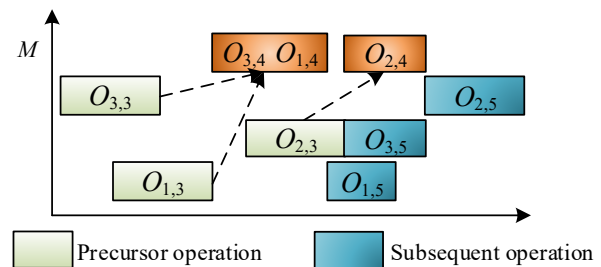 M
O3,4 O1,4
O2,4
O3,3
O2,5
O2,3
O3,5
O1,3
O1,5
Precursor operation
Subsequent operation